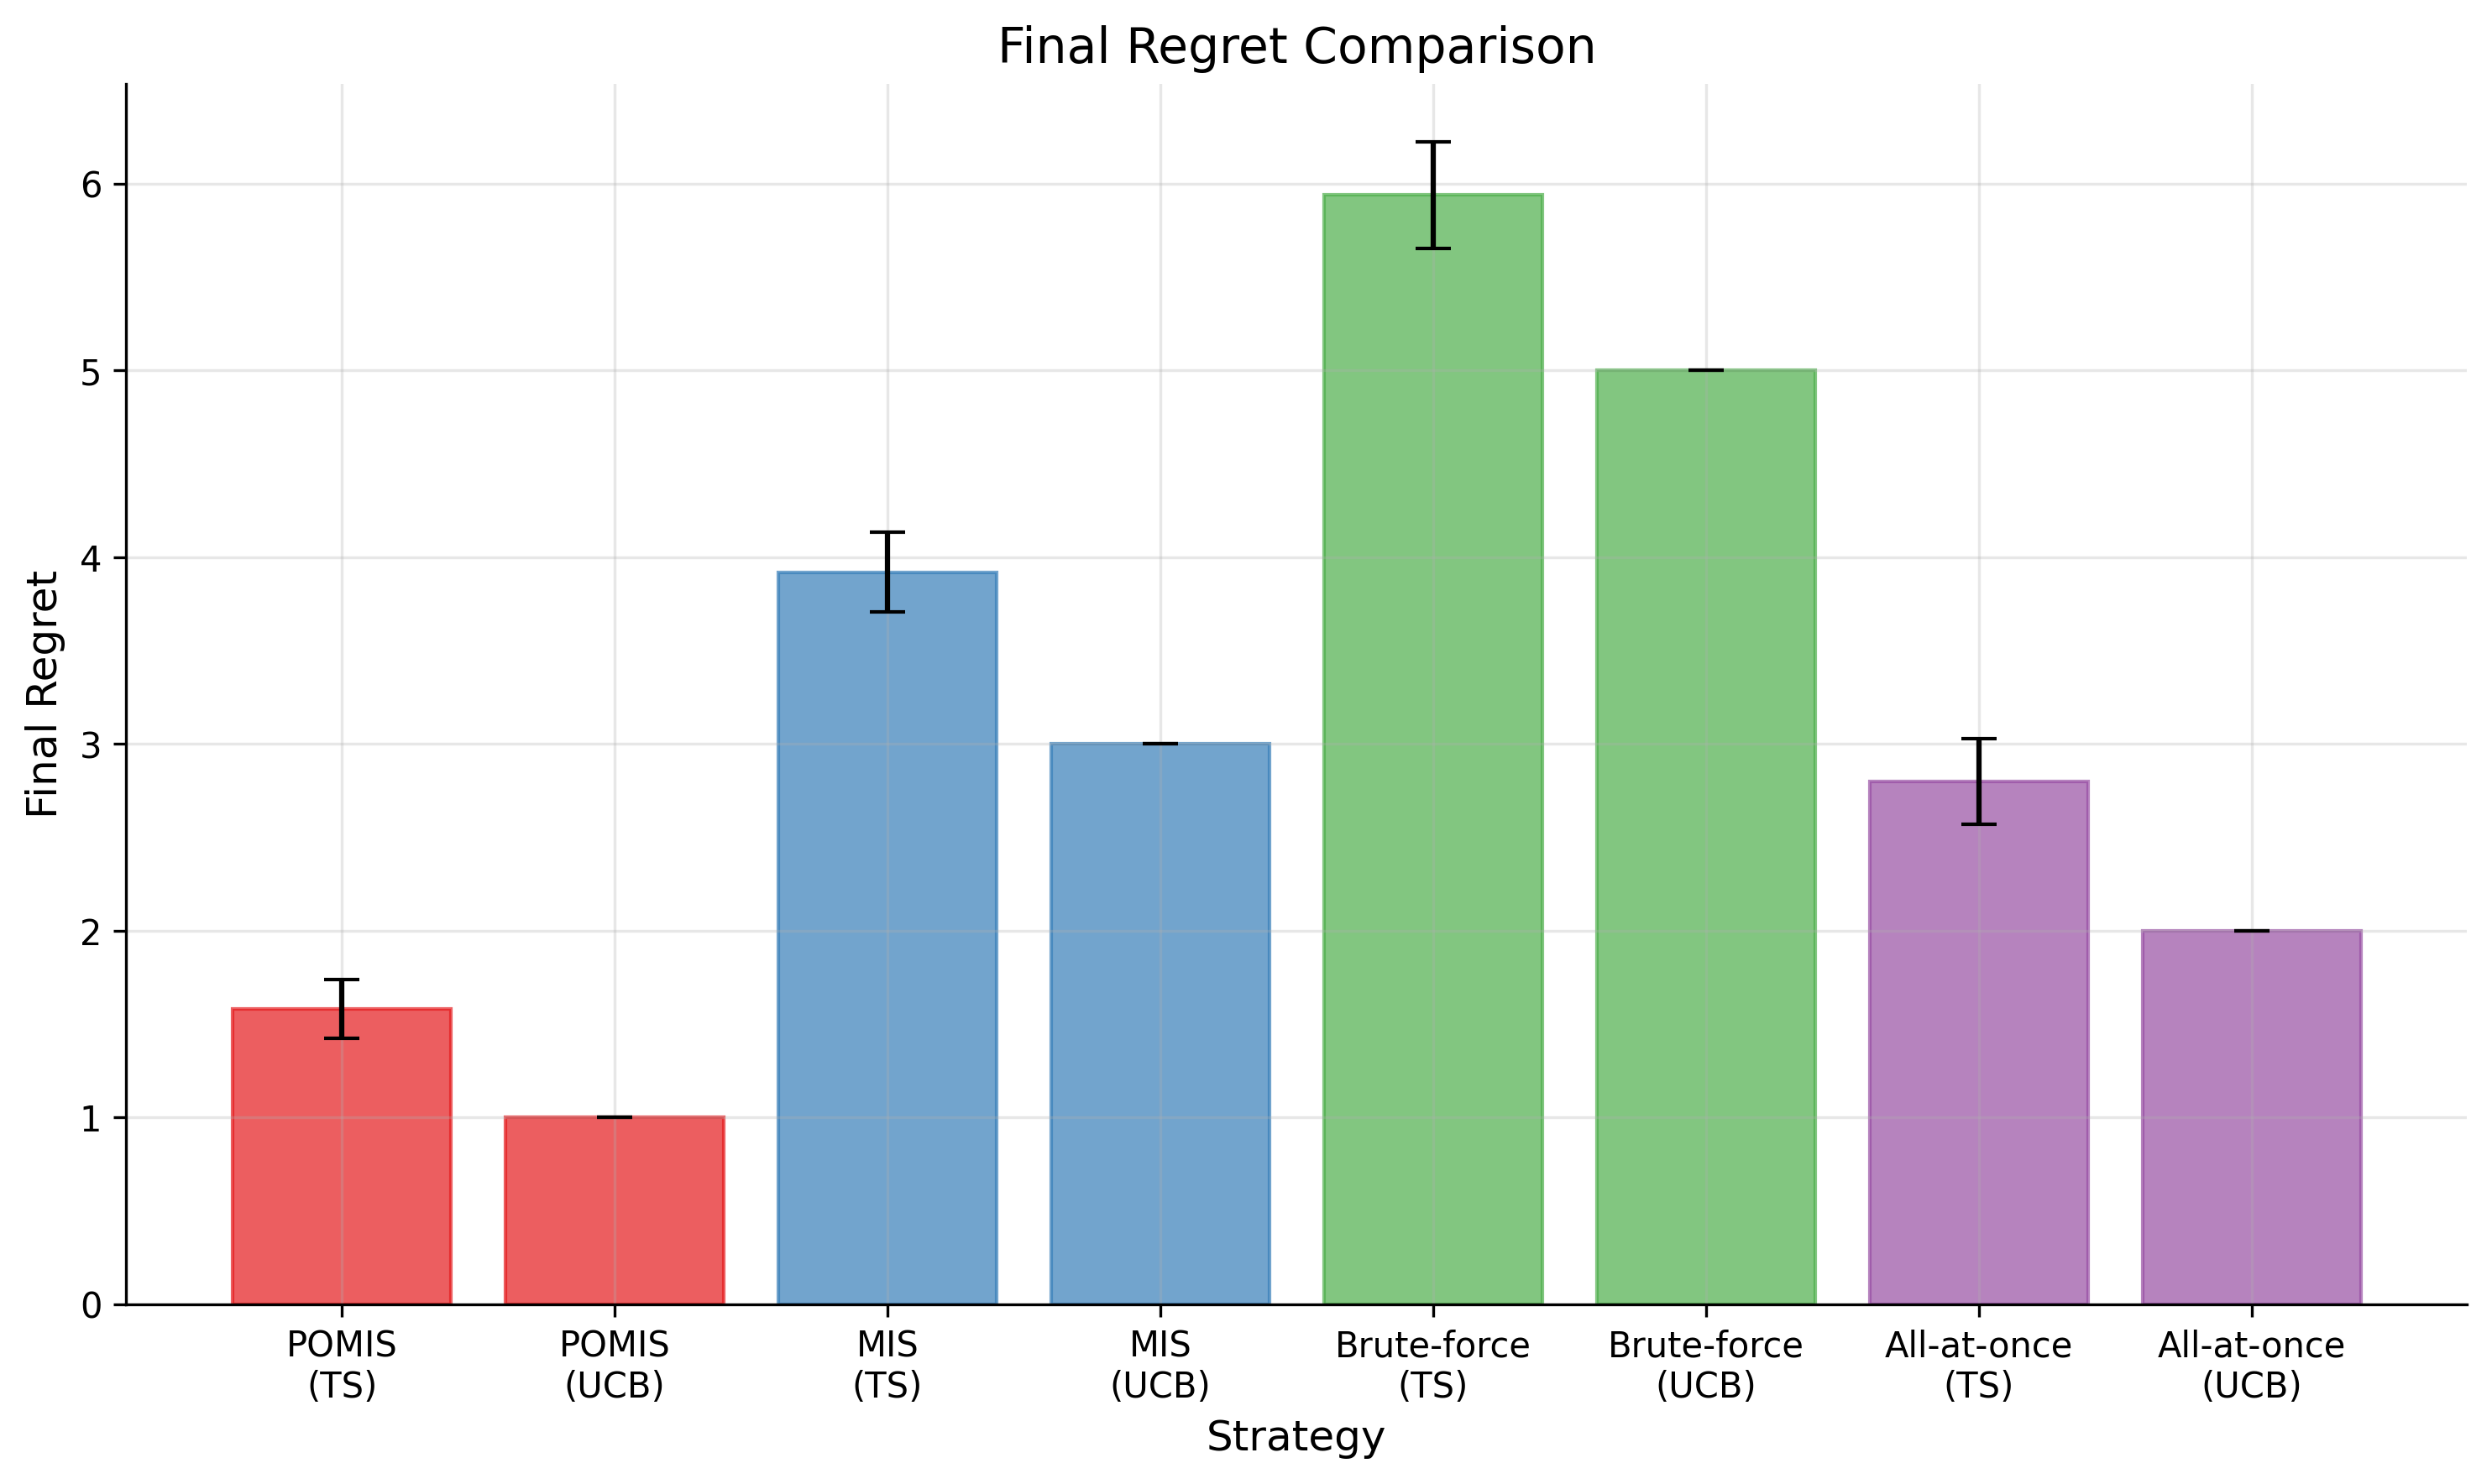 Final Regret Comparison
Final Regret
6
5
4
3
2
1
0
POMIS
(TS)
POMIS
(UCB)
MIS
(TS)
MIS
(UCB)
Brute-force
(TS)
Brute-force
(UCB)
All-at-once
(TS)
All-at-once
(UCB)
Strategy